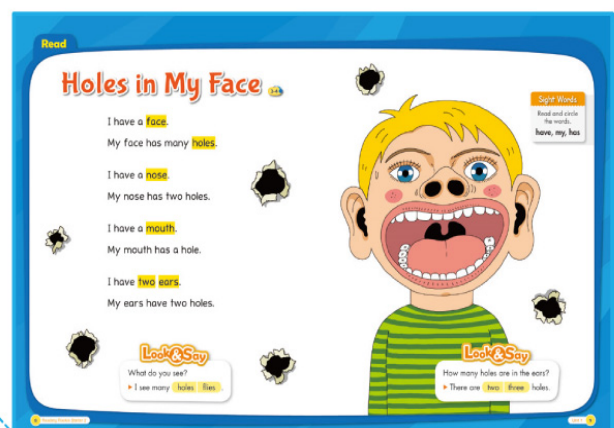 Read
Holes in My Face
I have a face.
My face has many holes.
I have a nose.
My nose has two holes.
I have a mouth.
My mouth has a hole.
I have two ears.
My ears have two holes.
Look&Say
What do you see?
▶ I see many holes flies.
Sight Words
Read and circle
the words.
have, my, has
Look&Say
How many holes are in the ears?
▶ There are two three holes.